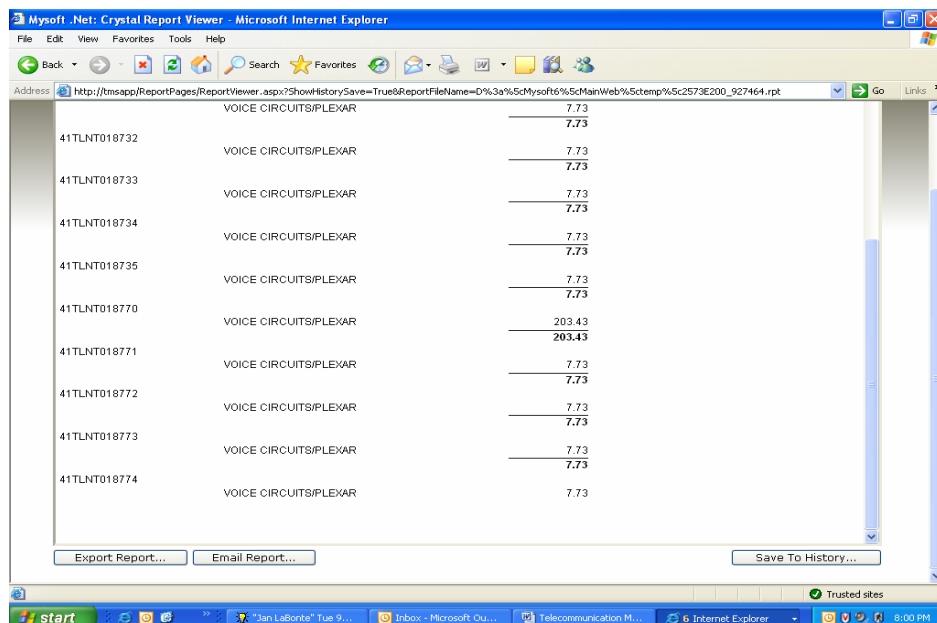 Mysoft .Net: Crystal Report Viewer - Microsoft Internet Explorer
File Edit View Favorites Tools Help
Back Search Favorites
Address http://tmsapp/ReportPages/ReportViewer.aspx?ShowHistorySave=True&ReportFileName=D%3a%5cMysoft6%5cMainWeb%5ctemp%5c2573E200_927464.rpt Go Links
VOICE CIRCUITS/PLEXAR 7.73
7.73
41TLNT018732
VOICE CIRCUITS/PLEXAR 7.73
7.73
41TLNT018733
VOICE CIRCUITS/PLEXAR 7.73
7.73
41TLNT018734
VOICE CIRCUITS/PLEXAR 7.73
7.73
41TLNT018735
VOICE CIRCUITS/PLEXAR 7.73
7.73
41TLNT018770
VOICE CIRCUITS/PLEXAR 203.43
203.43
41TLNT018771
VOICE CIRCUITS/PLEXAR 7.73
7.73
41TLNT018772
VOICE CIRCUITS/PLEXAR 7.73
7.73
41TLNT018773
VOICE CIRCUITS/PLEXAR 7.73
7.73
41TLNT018774
VOICE CIRCUITS/PLEXAR 7.73
Export Report... Email Report... Save To History...
Trusted sites
start "Jan LaBonte" Tue 9... Inbox - Microsoft Ou... Telecommunication M... 6 Internet Explorer 8:00 PM